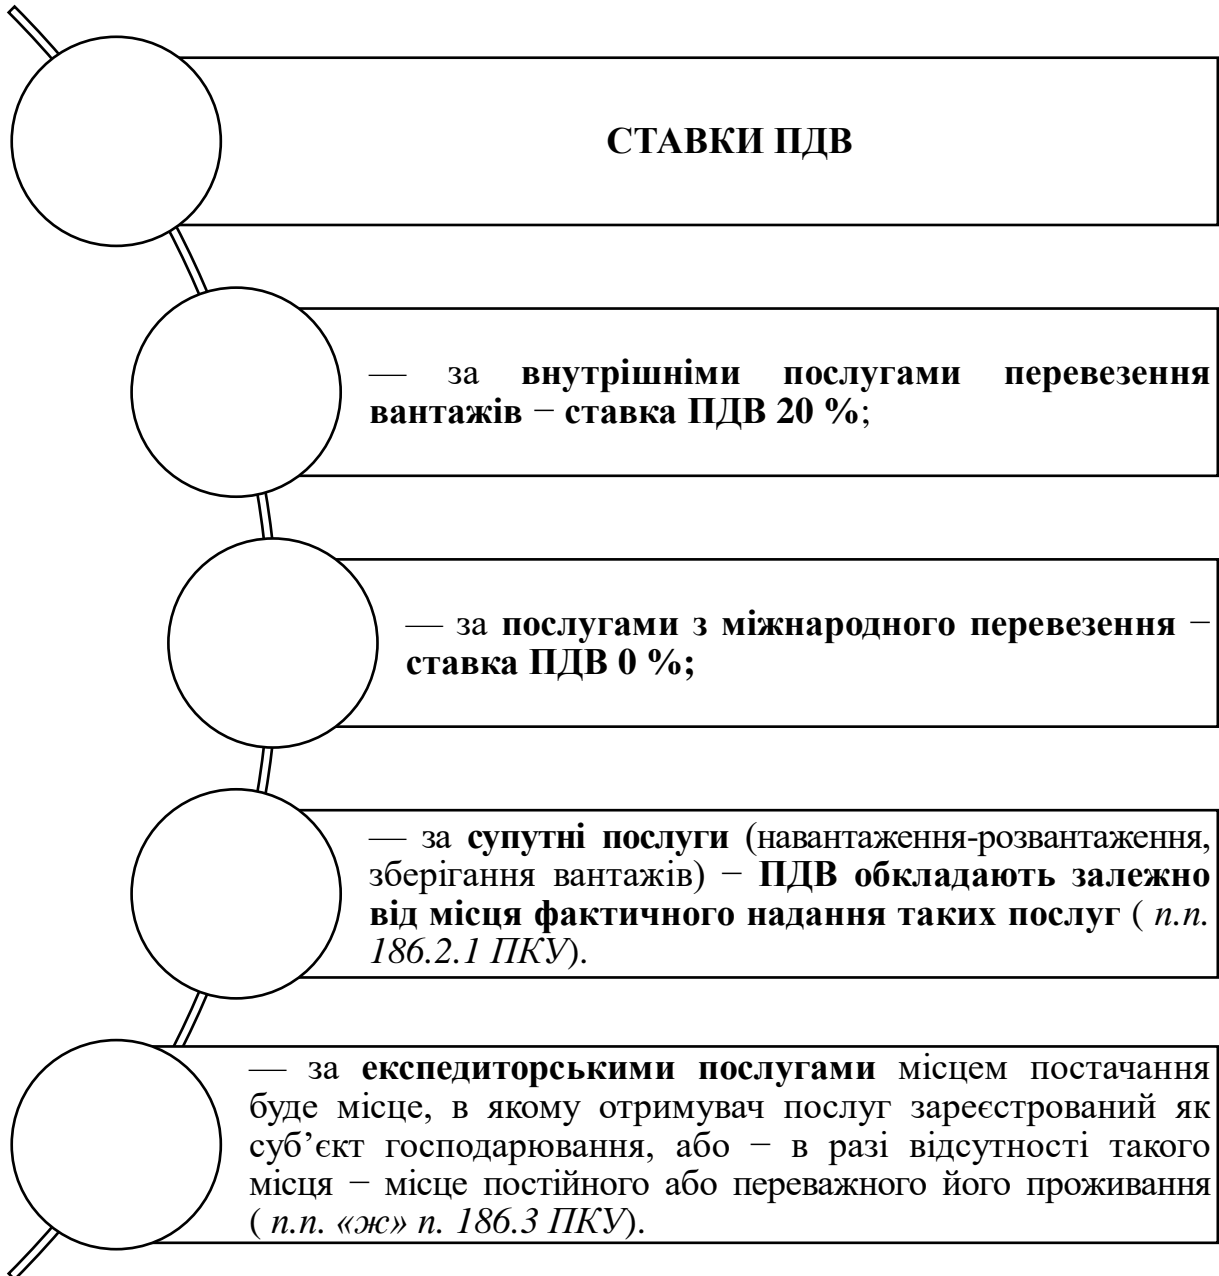 СТАВКИ ПДВ
— за внутрішніми послугами перевезення
вантажів − ставка ПДВ 20 %;
— за послугами з міжнародного перевезення −
ставка ПДВ 0 %;
— за супутні послуги (навантаження-розвантаження,
зберігання вантажів) − ПДВ обкладають залежно
від місця фактичного надання таких послуг ( п.п.
186.2.1 ПКУ).
— за експедиторськими послугами місцем постачання
буде місце, в якому отримувач послуг зареєстрований як
суб’єкт господарювання, або − в разі відсутності такого
місця − місце постійного або переважного його проживання
( п.п. «ж» п. 186.3 ПКУ).